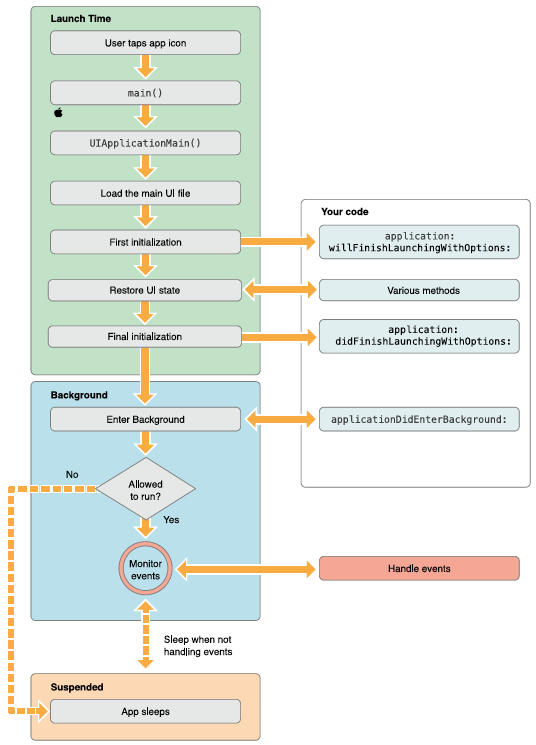 Launch Time
User taps app icon
main()
UIApplicationMain()
Load the main UI file
Your code
First initialization
application:
willFinishLaunchingWithOptions:
Restore UI state
Various methods
Final initialization
application:
didFinishLaunchingWithOptions:
Background
Enter Background
applicationDidEnterBackground:
No
Allowed
to run?
Yes
Monitor
events
Handle events
Sleep when not
handling events
Suspended
App sleeps